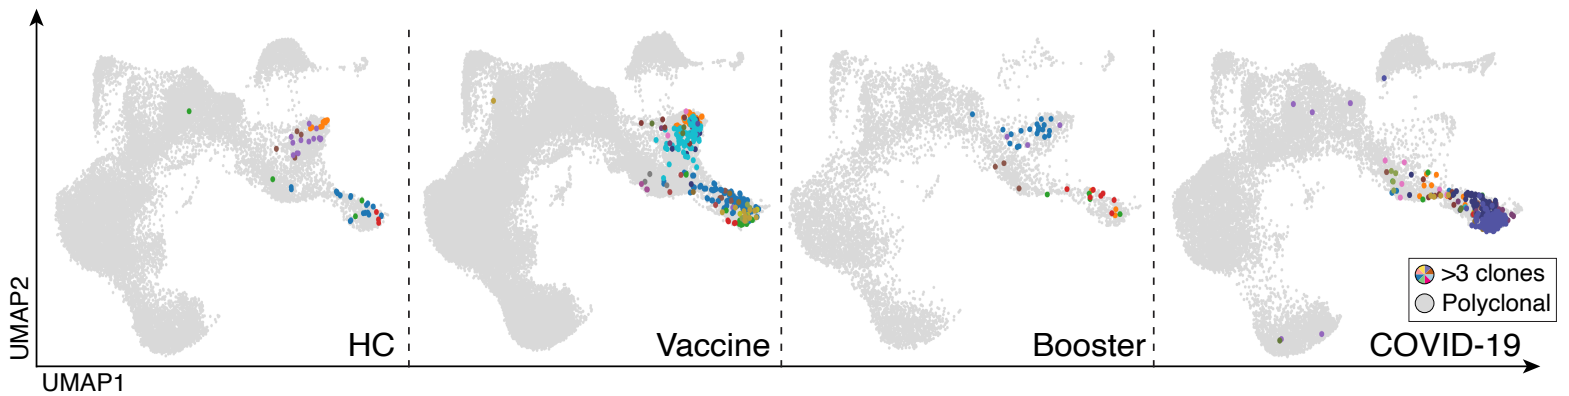 UMAP2
HC
Vaccine
Booster
COVID-19
>3 clones
Polyclonal
UMAP1